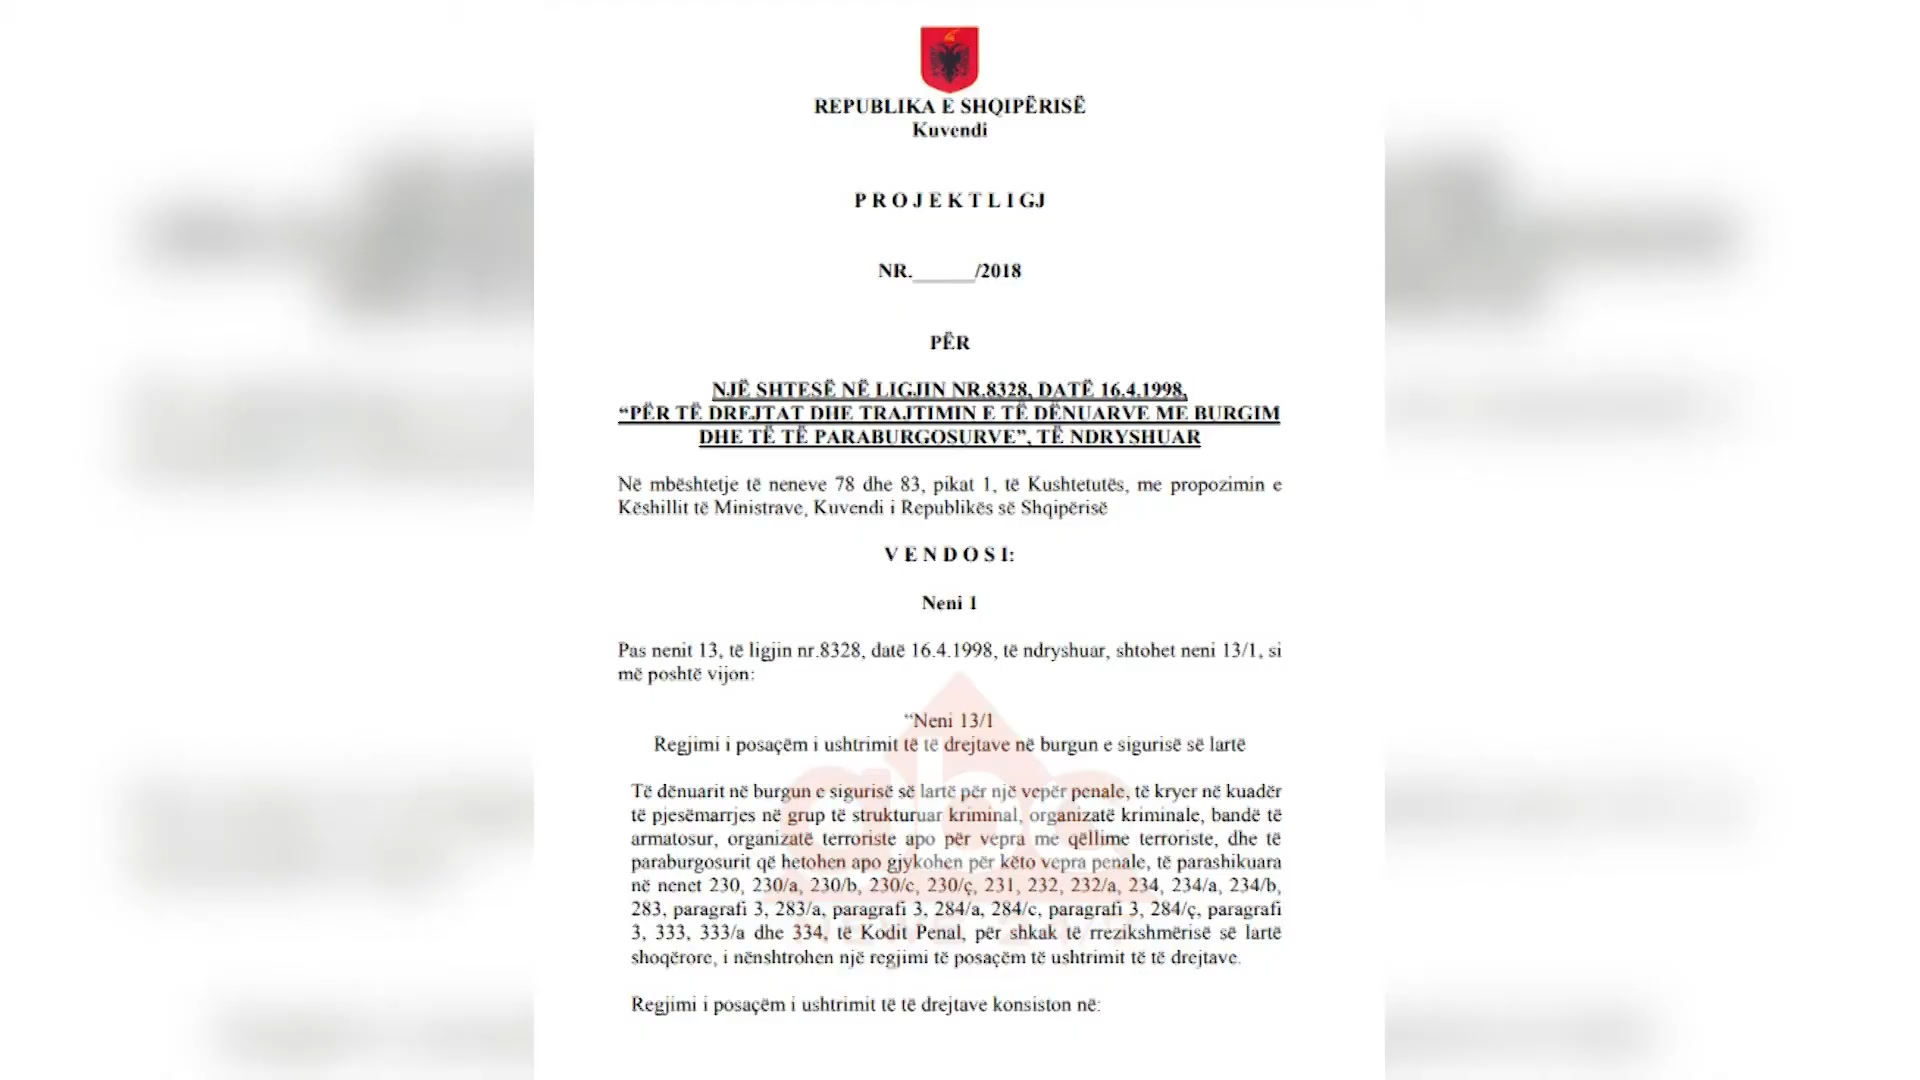 REPUBLIKA E SHQIPËRISË
Kuvendi
P R O J E K T L I GJ
NR.______/2018
PËR
NJË SHTESË NË LIGJIN NR.8328, DATË 16.4.1998,
“PËR TË DREJTAT DHE TRAJTIMIN E TË DËNUARVE ME BURGIM
DHE TË TË PARABURGOSURVE”, TË NDRYSHUAR
Në mbështetje të neneve 78 dhe 83, pikat 1, të Kushtetutës, me propozimin e
Këshillit të Ministrave, Kuvendi i Republikës së Shqipërisë
V E N D O S I:
Neni 1
Pas nenit 13, të ligjin nr.8328, datë 16.4.1998, të ndryshuar, shtohet neni 13/1, si
më poshtë vijon:
“Neni 13/1
Regjimi i posaçëm i ushtrimit të të drejtave në burgun e sigurisë së lartë
Të dënuarit në burgun e sigurisë së lartë për një vepër penale, të kryer në kuadër
të pjesëmarrjes në grup të strukturuar kriminal, organizatë kriminale, bandë të
armatosur, organizatë terroriste apo për vepra me qëllime terroriste, dhe të
paraburgosurit që hetohen apo gjykohen për këto vepra penale, të parashikuara
në nenet 230, 230/a, 230/b, 230/c, 230/ç, 231, 232, 232/a, 234, 234/a, 234/b,
283, paragrafi 3, 283/a, paragrafi 3, 284/a, 284/c, paragrafi 3, 284/ç, paragrafi
3, 333, 333/a dhe 334, të Kodit Penal, për shkak të rrezikshmërisë së lartë
shoqërore, i nënshtrohen një regjimi të posaçëm të ushtrimit të të drejtave.
Regjimi i posaçëm i ushtrimit të të drejtave konsiston në:
abc